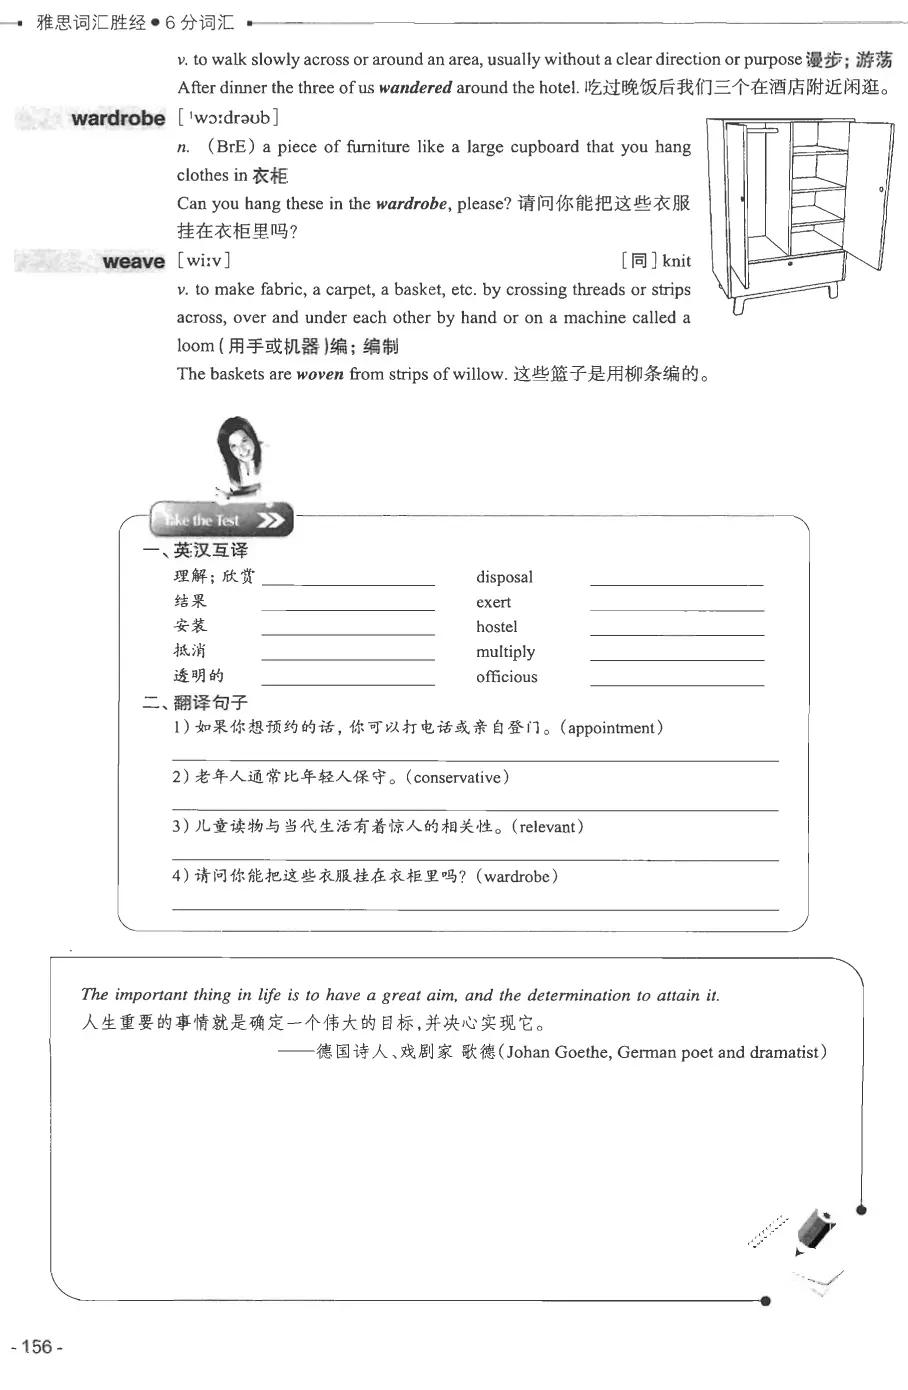 雅思词汇胜经●6分词汇
v. to walk slowly across or around an area, usually without a clear direction or purpose 漫步；游荡
After dinner the three of us wandered around the hotel. 吃过晚饭后我们三个在酒店附近闲逛。
wardrobe [ˈwɔːdrəʊb]
n. (BrE) a piece of furniture like a large cupboard that you hang
clothes in 衣柜
Can you hang these in the wardrobe, please? 请问你能把这些衣服
挂在衣柜里吗?
weave [wiːv] [同] knit
v. to make fabric, a carpet, a basket, etc. by crossing threads or strips
across, over and under each other by hand or on a machine called a
loom (用手或机器)编；编制
The baskets are woven from strips of willow. 这些篮子是用柳条编的。
Take the Test
一、英汉互译
理解；欣赏 disposal
结果 exert
安装 hostel
抵消 multiply
透明的 officious
二、翻译句子
1) 如果你想预约的话，你可以打电话或亲自登门。(appointment)
2) 老年人通常比年轻人保守。(conservative)
3) 儿童读物与当代生活有着惊人的相关性。(relevant)
4) 请问你能把这些衣服挂在衣柜里吗? (wardrobe)
The important thing in life is to have a great aim, and the determination to attain it.
人生重要的事情就是确定一个伟大的目标,并决心实现它。
——德国诗人、戏剧家 歌德(Johan Goethe, German poet and dramatist)
- 156 -